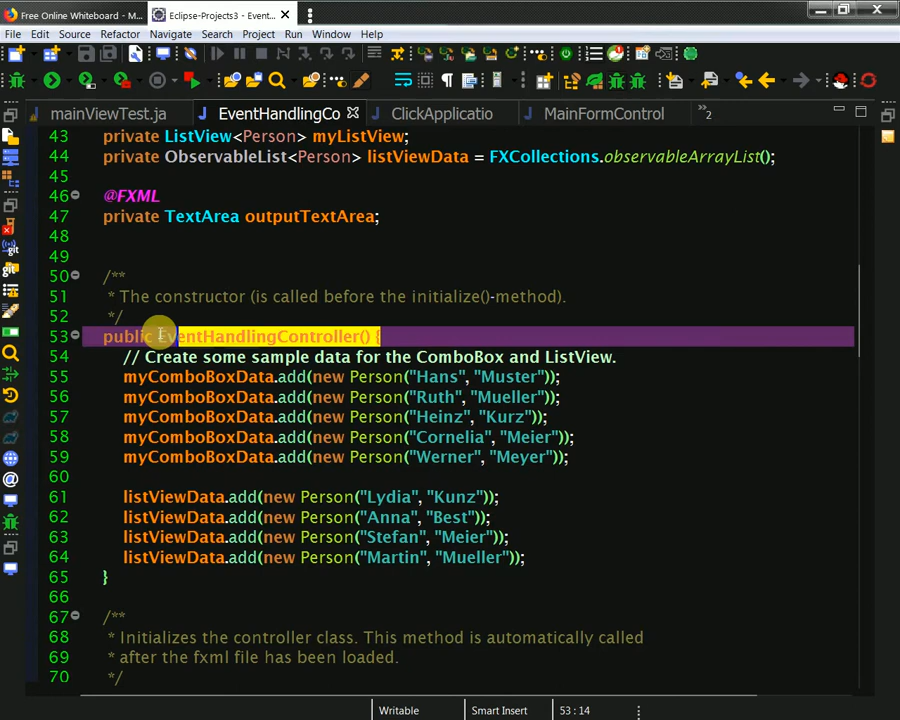 Free Online Whiteboard - M...
Eclipse-Projects3 - Event...
File Edit Source Refactor Navigate Search Project Run Window Help
mainViewTest.ja
EventHandlingCo
ClickApplicatio
MainFormControl
»2
43 private ListView<Person> myListView;
44 private ObservableList<Person> listViewData = FXCollections.observableArrayList();
45
46 @FXML
47 private TextArea outputTextArea;
48
49
50 /**
51 * The constructor (is called before the initialize()-method).
52 */
53 public EventHandlingController() {
54 // Create some sample data for the ComboBox and ListView.
55 myComboBoxData.add(new Person("Hans", "Muster"));
56 myComboBoxData.add(new Person("Ruth", "Mueller"));
57 myComboBoxData.add(new Person("Heinz", "Kurz"));
58 myComboBoxData.add(new Person("Cornelia", "Meier"));
59 myComboBoxData.add(new Person("Werner", "Meyer"));
60
61 listViewData.add(new Person("Lydia", "Kunz"));
62 listViewData.add(new Person("Anna", "Best"));
63 listViewData.add(new Person("Stefan", "Meier"));
64 listViewData.add(new Person("Martin", "Mueller"));
65 }
66
67 /**
68 * Initializes the controller class. This method is automatically called
69 * after the fxml file has been loaded.
70 */
Writable Smart Insert 53 : 14